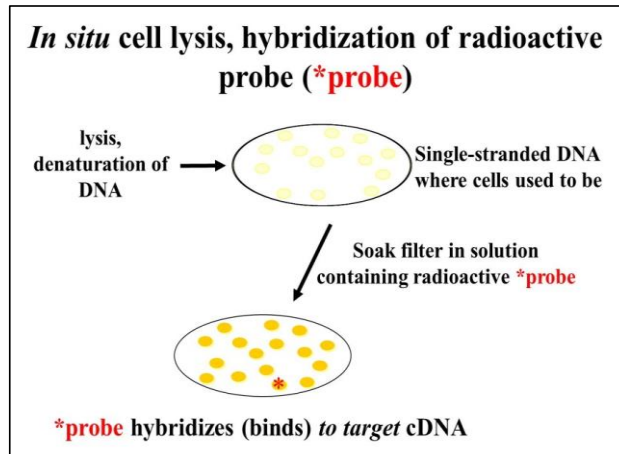 In situ cell lysis, hybridization of radioactive
probe (*probe)
lysis,
denaturation of
DNA
Single-stranded DNA
where cells used to be
Soak filter in solution
containing radioactive *probe
*
*probe hybridizes (binds) to target cDNA